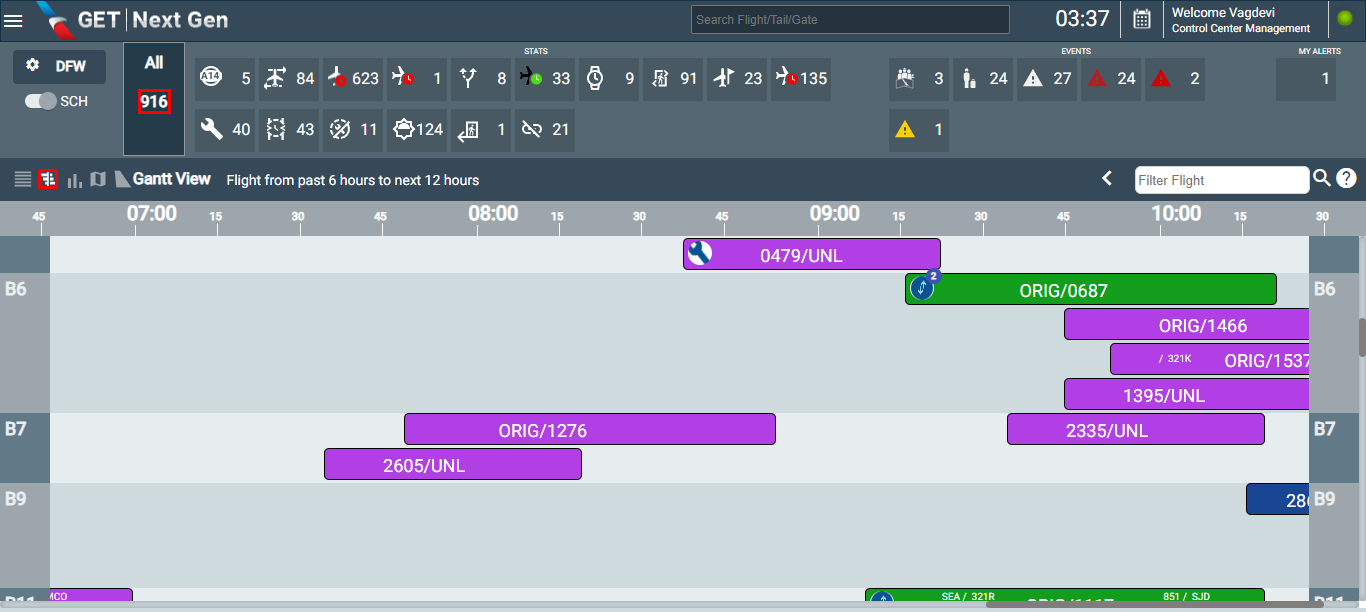 GET | Next Gen
Search Flight/Tail/Gate
03:37
Welcome Vagdevi
Control Center Management
DFW
SCH
All
916
STATS
A14 5 84 623 1 8 33 9 91 23 135
40 43 11 124 1 21
EVENTS
3 24 27 24 2
1
MY ALERTS
1
Gantt View Flight from past 6 hours to next 12 hours
Filter Flight
?
45 07:00 15 30 45 08:00 15 30 45 09:00 15 30 45 10:00 15 30
0479/UNL
B6 2 ORIG/0687 B6
ORIG/1466
/ 321K ORIG/1537
1395/UNL
B7 ORIG/1276 2335/UNL B7
2605/UNL
B9 286 B9
B11 MCO SEA / 321R ORIG/1117 851 / SJD B11